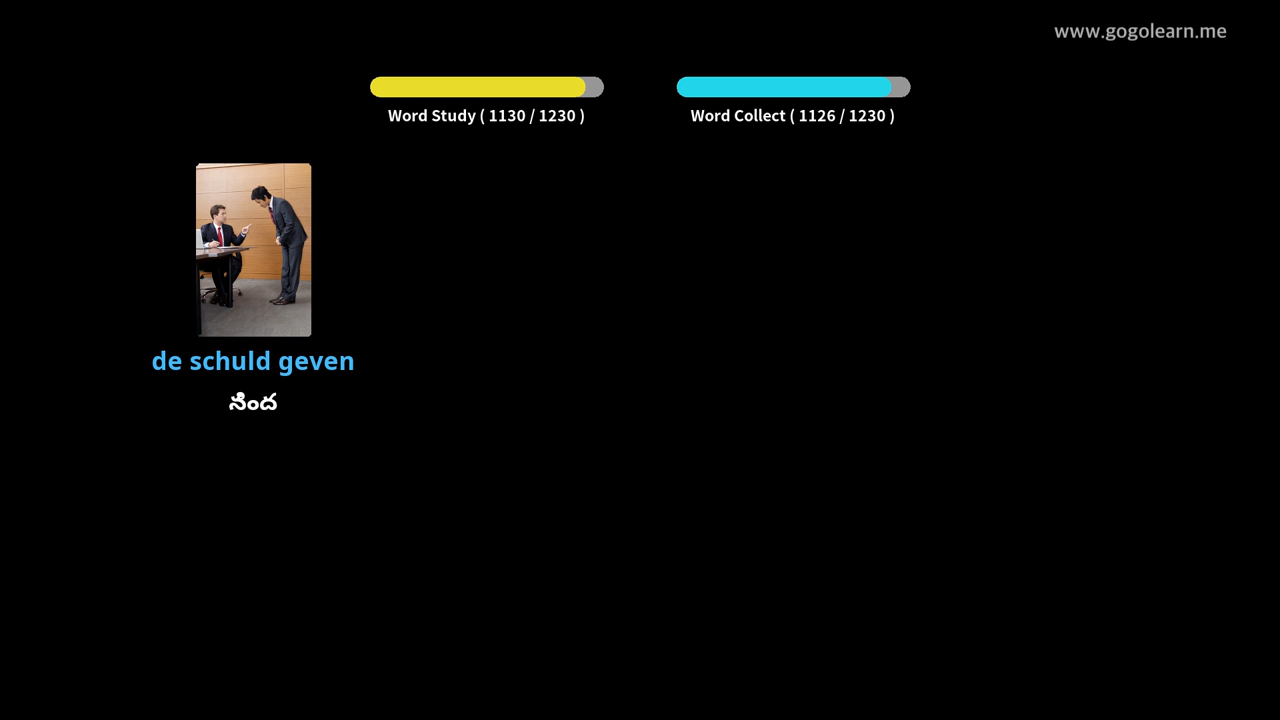 www.gogolearn.me
Word Study ( 1130 / 1230 )
Word Collect ( 1126 / 1230 )
de schuld geven
నింద